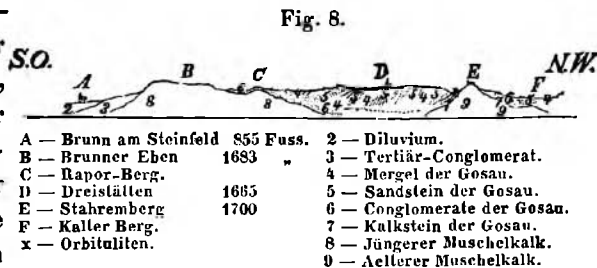 Fig. 8.
S.O. N.W.
A B C D E F
A — Brunn am Steinfeld 855 Fuss.
B — Brunner Eben 1683 „
C — Rapor-Berg.
D — Dreistätten 1665
E — Stahremberg 1700
F — Kalter Berg.
x — Orbituliten.
2 — Diluvium.
3 — Tertiär-Conglomerat.
4 — Mergel der Gosau.
5 — Sandstein der Gosau.
6 — Conglomerate der Gosau.
7 — Kalkstein der Gosau.
8 — Jüngerer Muschelkalk.
9 — Aelterer Muschelkalk.